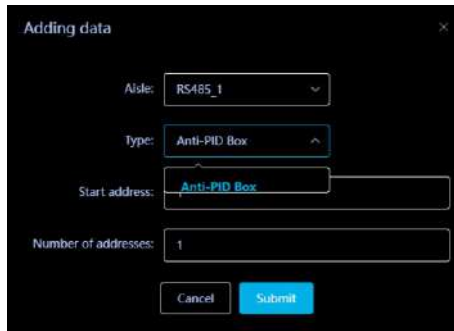 Adding data
Aisle: RS485_1
Type: Anti-PID Box
Anti-PID Box
Start address:
Number of addresses: 1
Cancel Submit